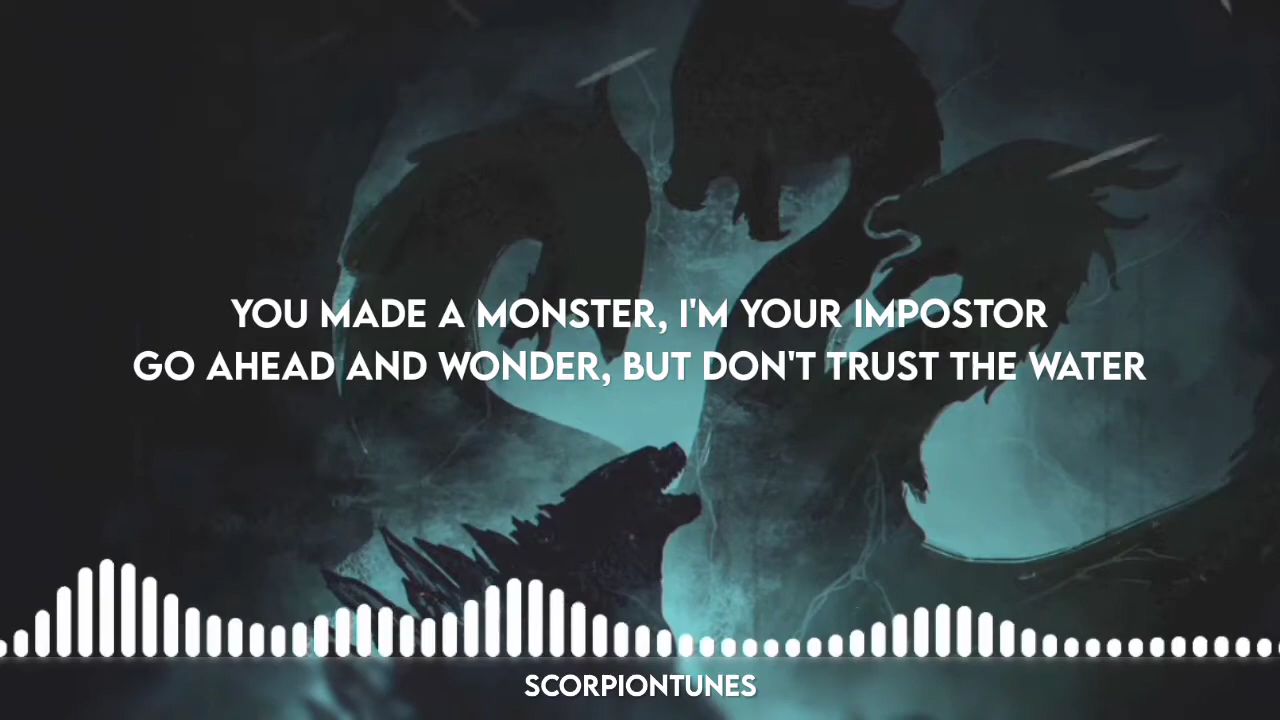 YOU MADE A MONSTER, I'M YOUR IMPOSTOR
GO AHEAD AND WONDER, BUT DON'T TRUST THE WATER
SCORPIONTUNES